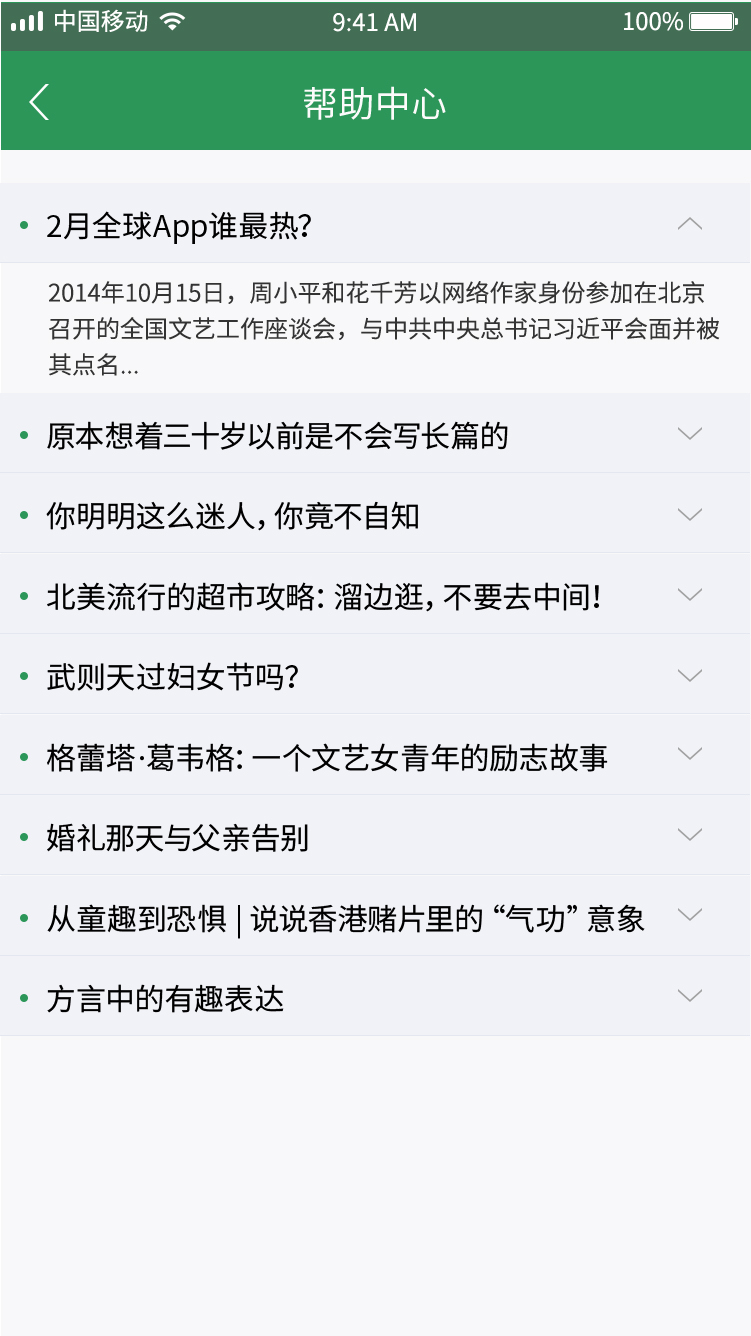 中国移动 9:41 AM 100%
帮助中心
2月全球App谁最热？
2014年10月15日，周小平和花千芳以网络作家身份参加在北京
召开的全国文艺工作座谈会，与中共中央总书记习近平会面并被
其点名...
原本想着三十岁以前是不会写长篇的
你明明这么迷人，你竟不自知
北美流行的超市攻略：溜边逛，不要去中间！
武则天过妇女节吗？
格蕾塔·葛韦格：一个文艺女青年的励志故事
婚礼那天与父亲告别
从童趣到恐惧 | 说说香港赌片里的“气功”意象
方言中的有趣表达